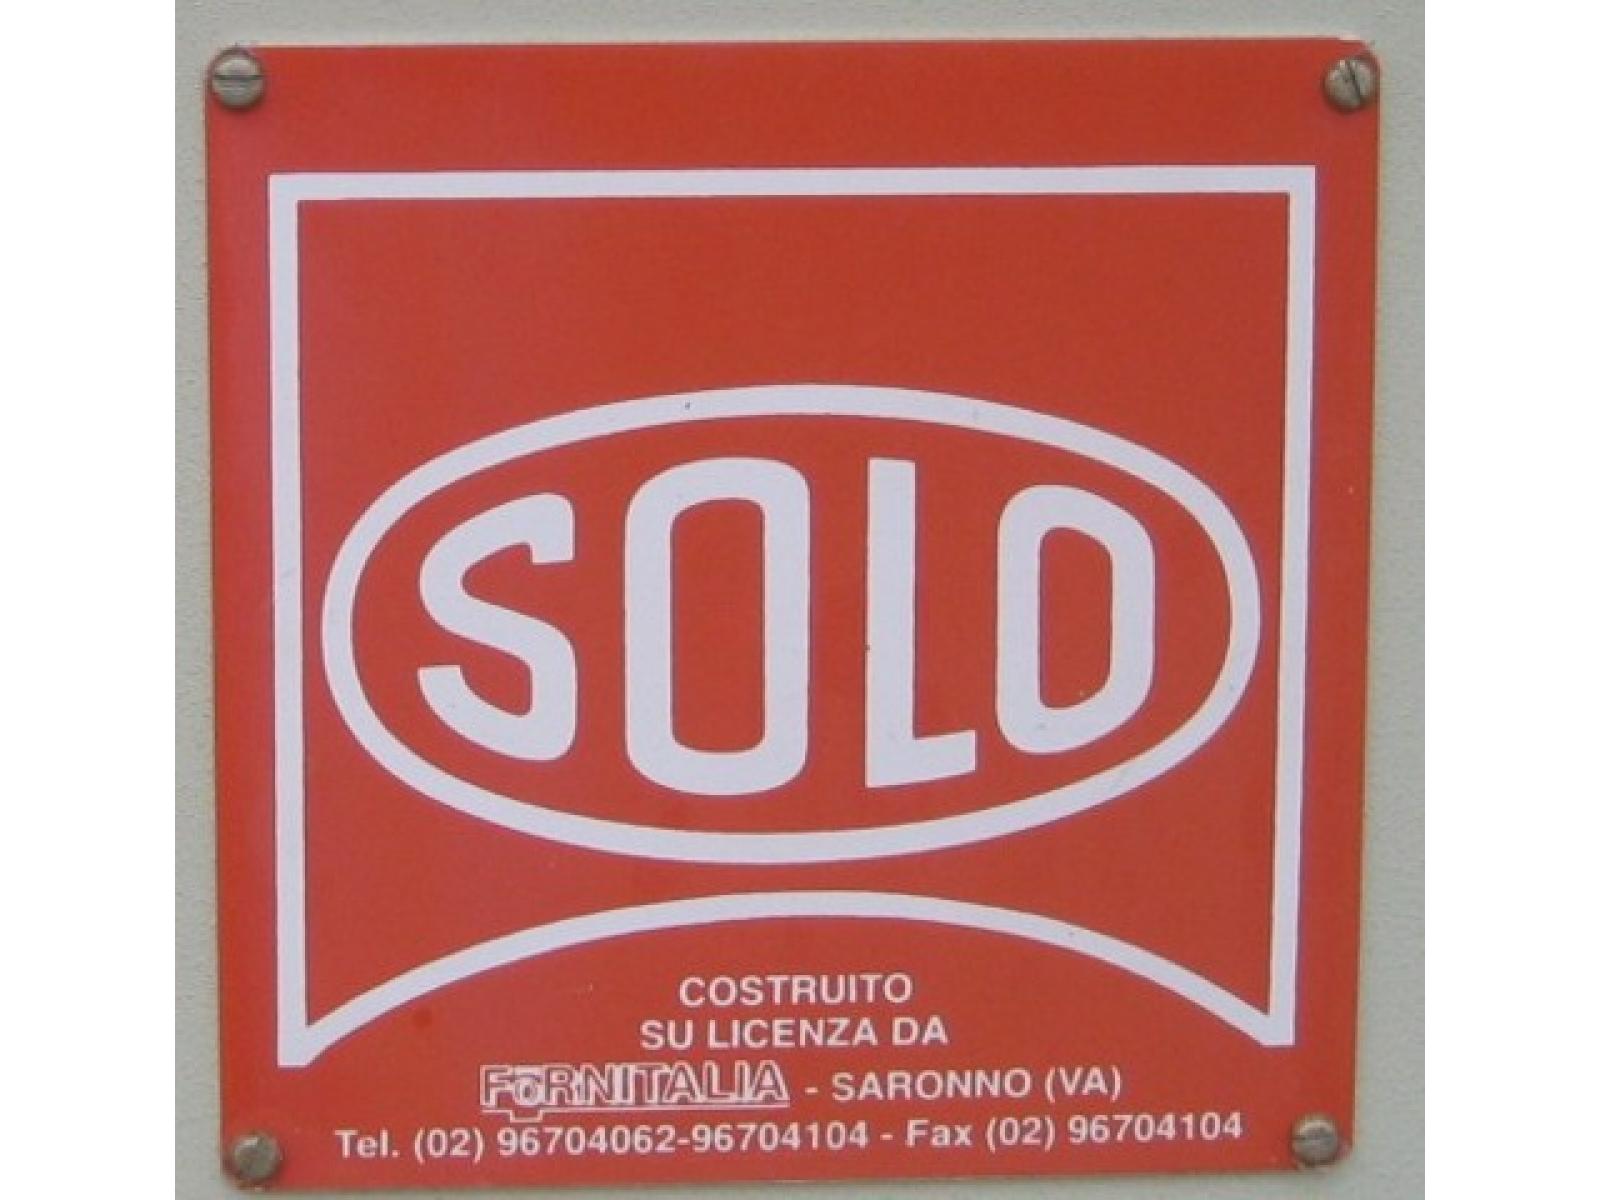 SOLO
COSTRUITO
SU LICENZA DA
FORNITALIA - SARONNO (VA)
Tel. (02) 96704062-96704104 - Fax (02) 96704104